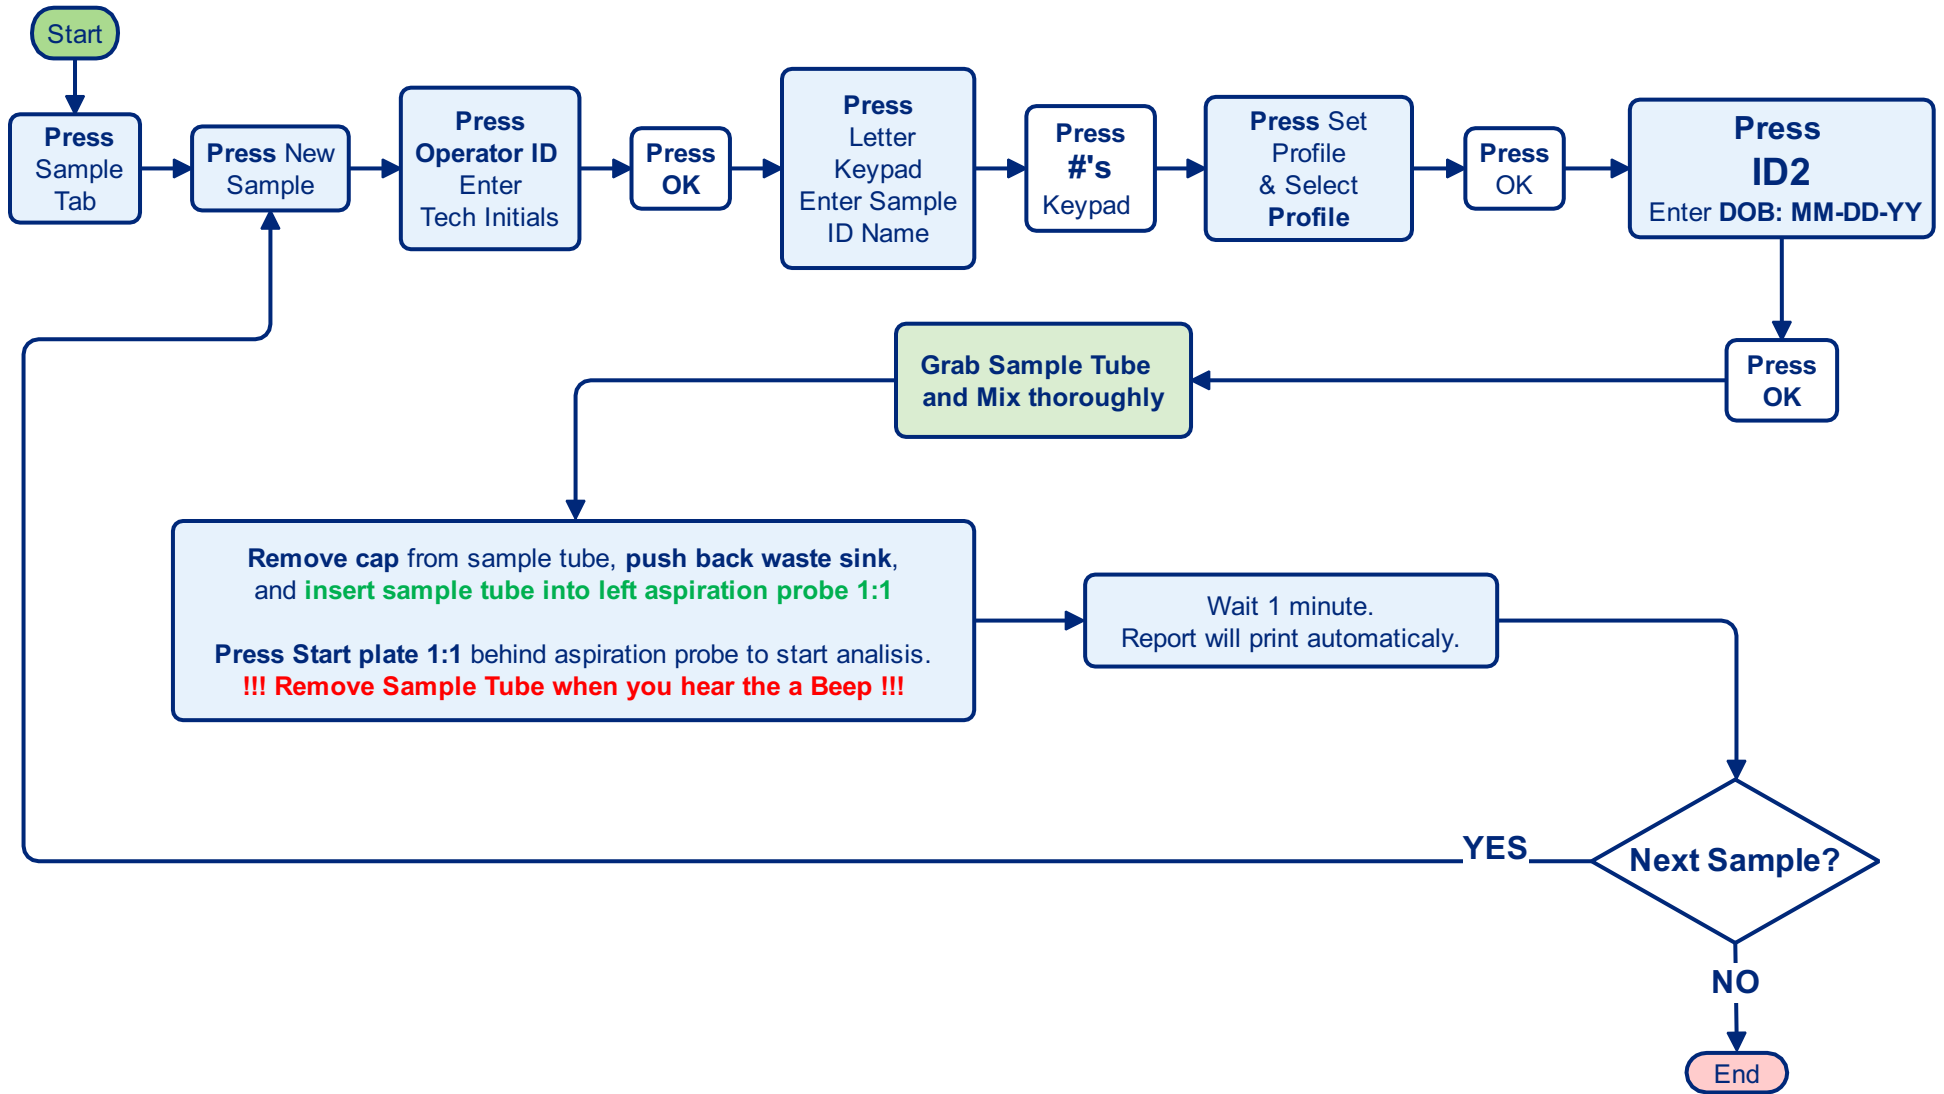 Start
Press
Sample
Tab
Press New
Sample
Press
Operator ID
Enter
Tech Initials
Press
OK
Press
Letter
Keypad
Enter Sample
ID Name
Press
#'s
Keypad
Press Set
Profile
& Select
Profile
Press
OK
Press
ID2
Enter DOB: MM-DD-YY
Press
OK
Grab Sample Tube
and Mix thoroughly
Remove cap from sample tube, push back waste sink,
and insert sample tube into left aspiration probe 1:1
Press Start plate 1:1 behind aspiration probe to start analisis.
!!! Remove Sample Tube when you hear the a Beep !!!
Wait 1 minute.
Report will print automaticaly.
Next Sample?
YES
NO
End